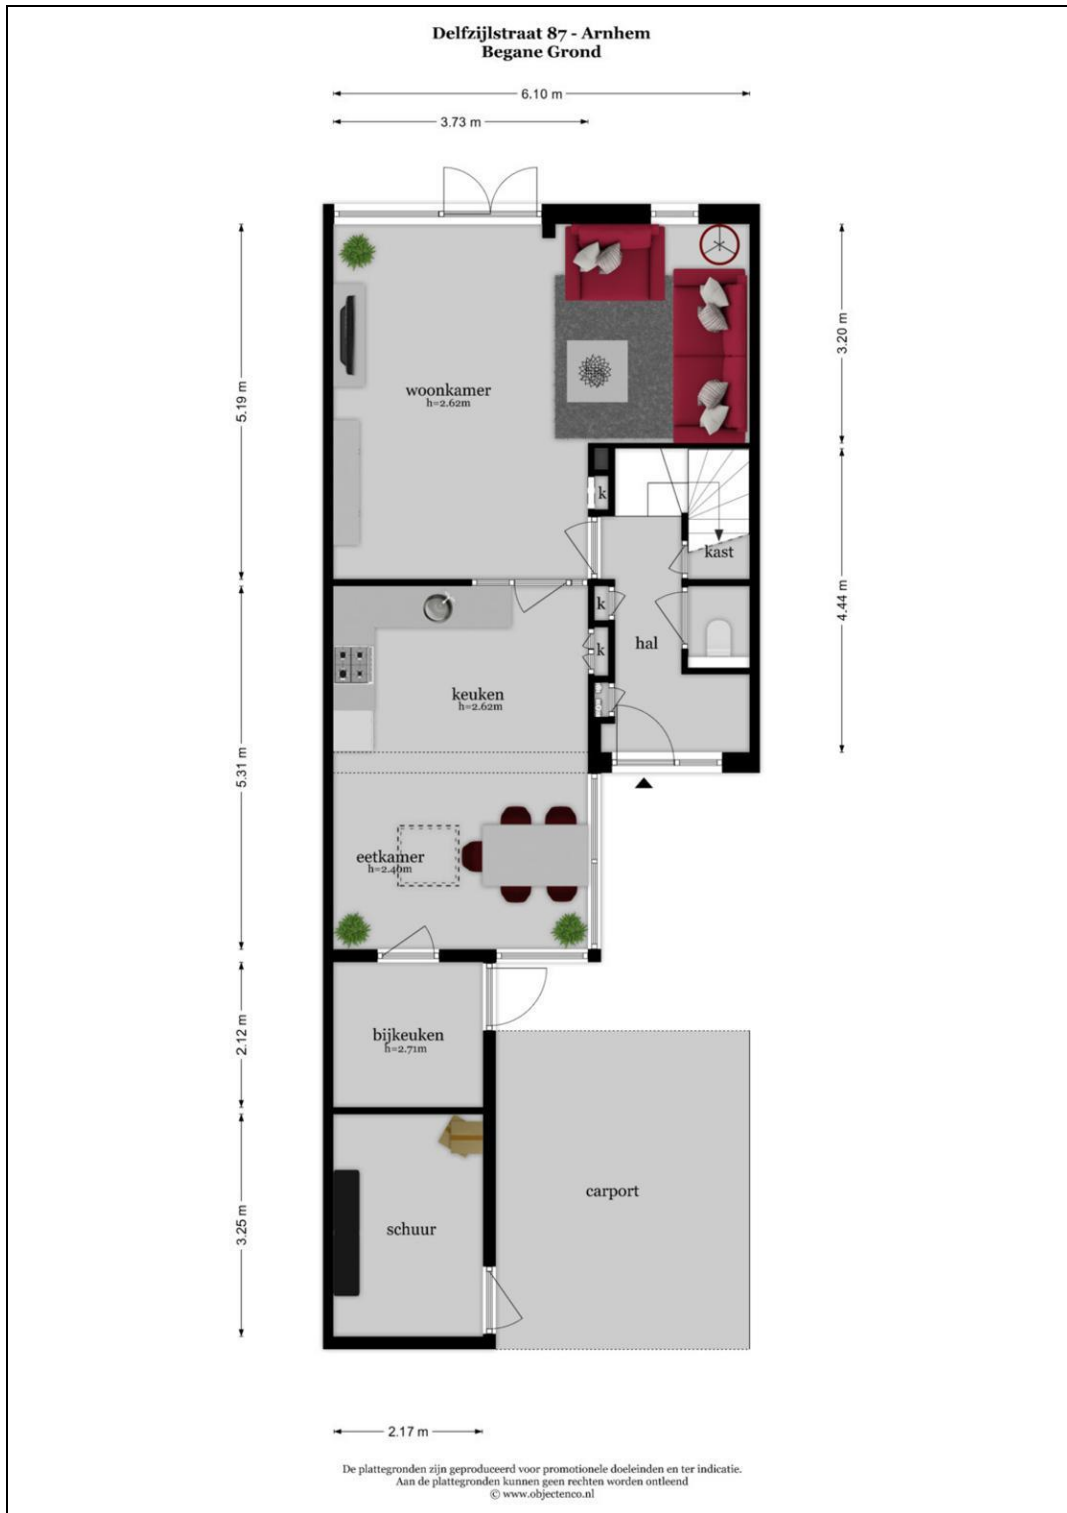 Delfzijlstraat 87 - Arnhem
Begane Grond
6.10 m
3.73 m
5.19 m
3.20 m
woonkamer
h=2.62m
k
kast
4.44 m
k
hal
k
keuken
h=2.62m
5.31 m
eetkamer
h=2.40m
2.12 m
bijkeuken
h=2.71m
carport
3.25 m
schuur
2.17 m
De plattegronden zijn geproduceerd voor promotionele doeleinden en ter indicatie.
Aan de plattegronden kunnen geen rechten worden ontleend
© www.objectenco.nl